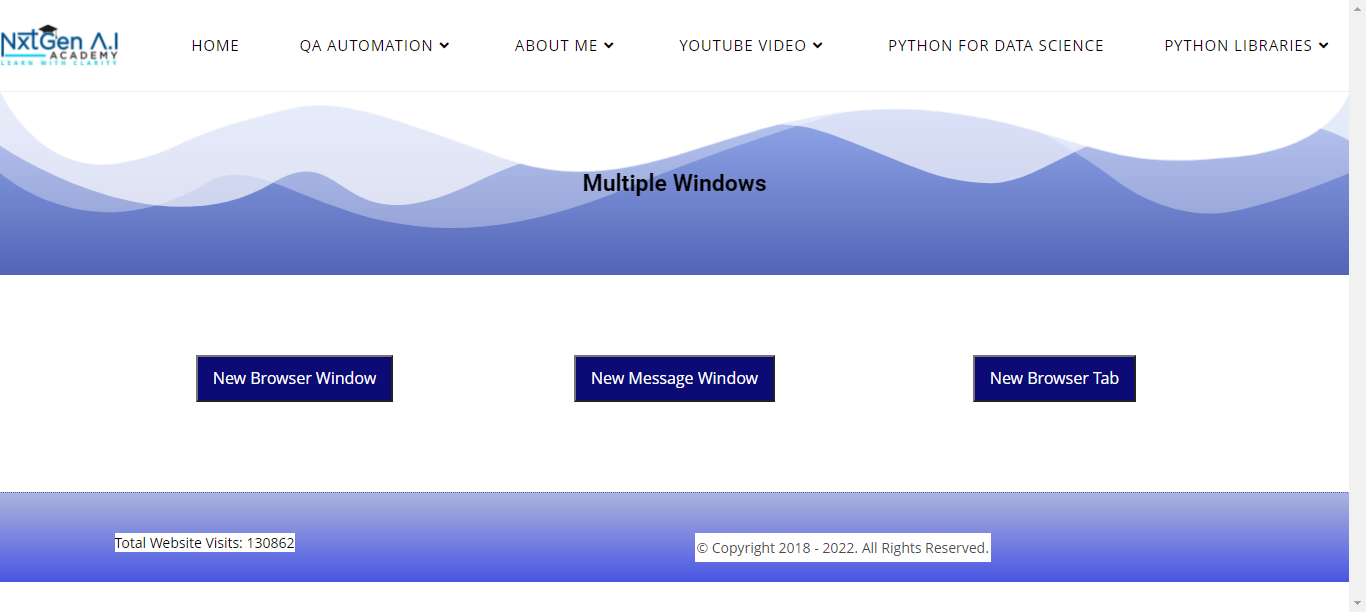 NxtGen A.I
ACADEMY
LEARN WITH CLARITY
HOME QA AUTOMATION ABOUT ME YOUTUBE VIDEO PYTHON FOR DATA SCIENCE PYTHON LIBRARIES
Multiple Windows
New Browser Window New Message Window New Browser Tab
Total Website Visits: 130862
© Copyright 2018 - 2022. All Rights Reserved.